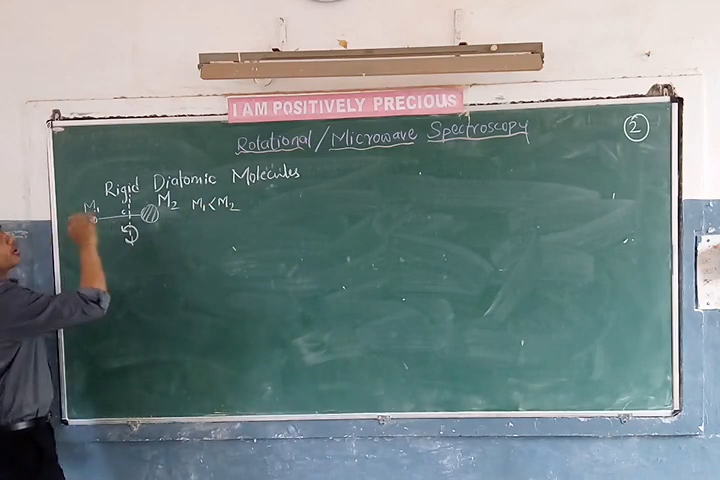 I AM POSITIVELY PRECIOUS
Rotational/Microwave Spectroscopy
2
Rigid Diatomic Molecules
M₁ c M₂ M₁<M₂